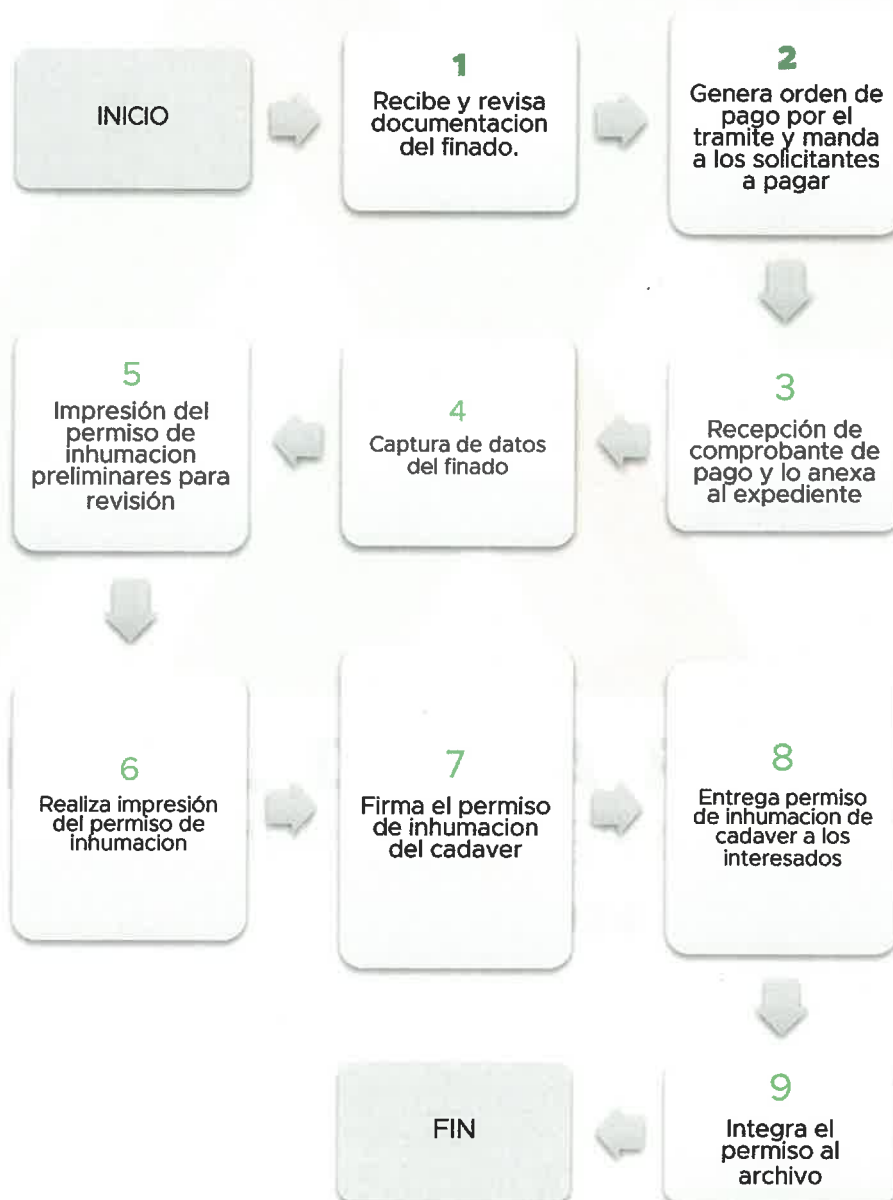 INICIO
1
Recibe y revisa
documentacion
del finado.
2
Genera orden de
pago por el
tramite y manda
a los solicitantes
a pagar
3
Recepción de
comprobante de
pago y lo anexa
al expediente
4
Captura de datos
del finado
5
Impresión del
permiso de
inhumacion
preliminares para
revisión
6
Realiza impresión
del permiso de
inhumacion
7
Firma el permiso
de inhumacion
del cadaver
8
Entrega permiso
de inhumacion de
cadaver a los
interesados
9
Integra el
permiso al
archivo
FIN